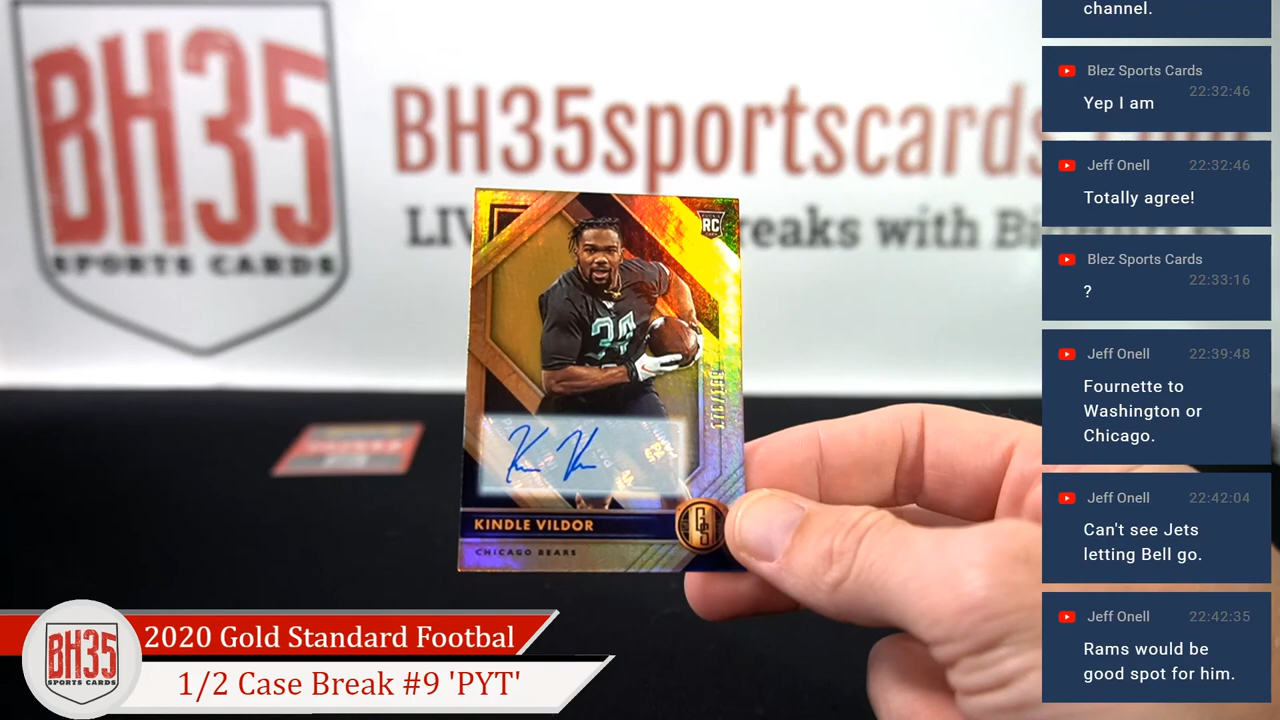 BH35
SPORTS CARDS
BH35sportscards
LIV
reaks with
RC
34
KINDLE VILDOR
CHICAGO BEARS
GS
channel.
Blez Sports Cards
22:32:46
Yep I am
Jeff Onell 22:32:46
Totally agree!
Blez Sports Cards
22:33:16
?
Jeff Onell 22:39:48
Fournette to
Washington or
Chicago.
Jeff Onell 22:42:04
Can't see Jets
letting Bell go.
Jeff Onell 22:42:35
Rams would be
good spot for him.
BH35
SPORTS CARDS
2020 Gold Standard Footbal
1/2 Case Break #9 'PYT'